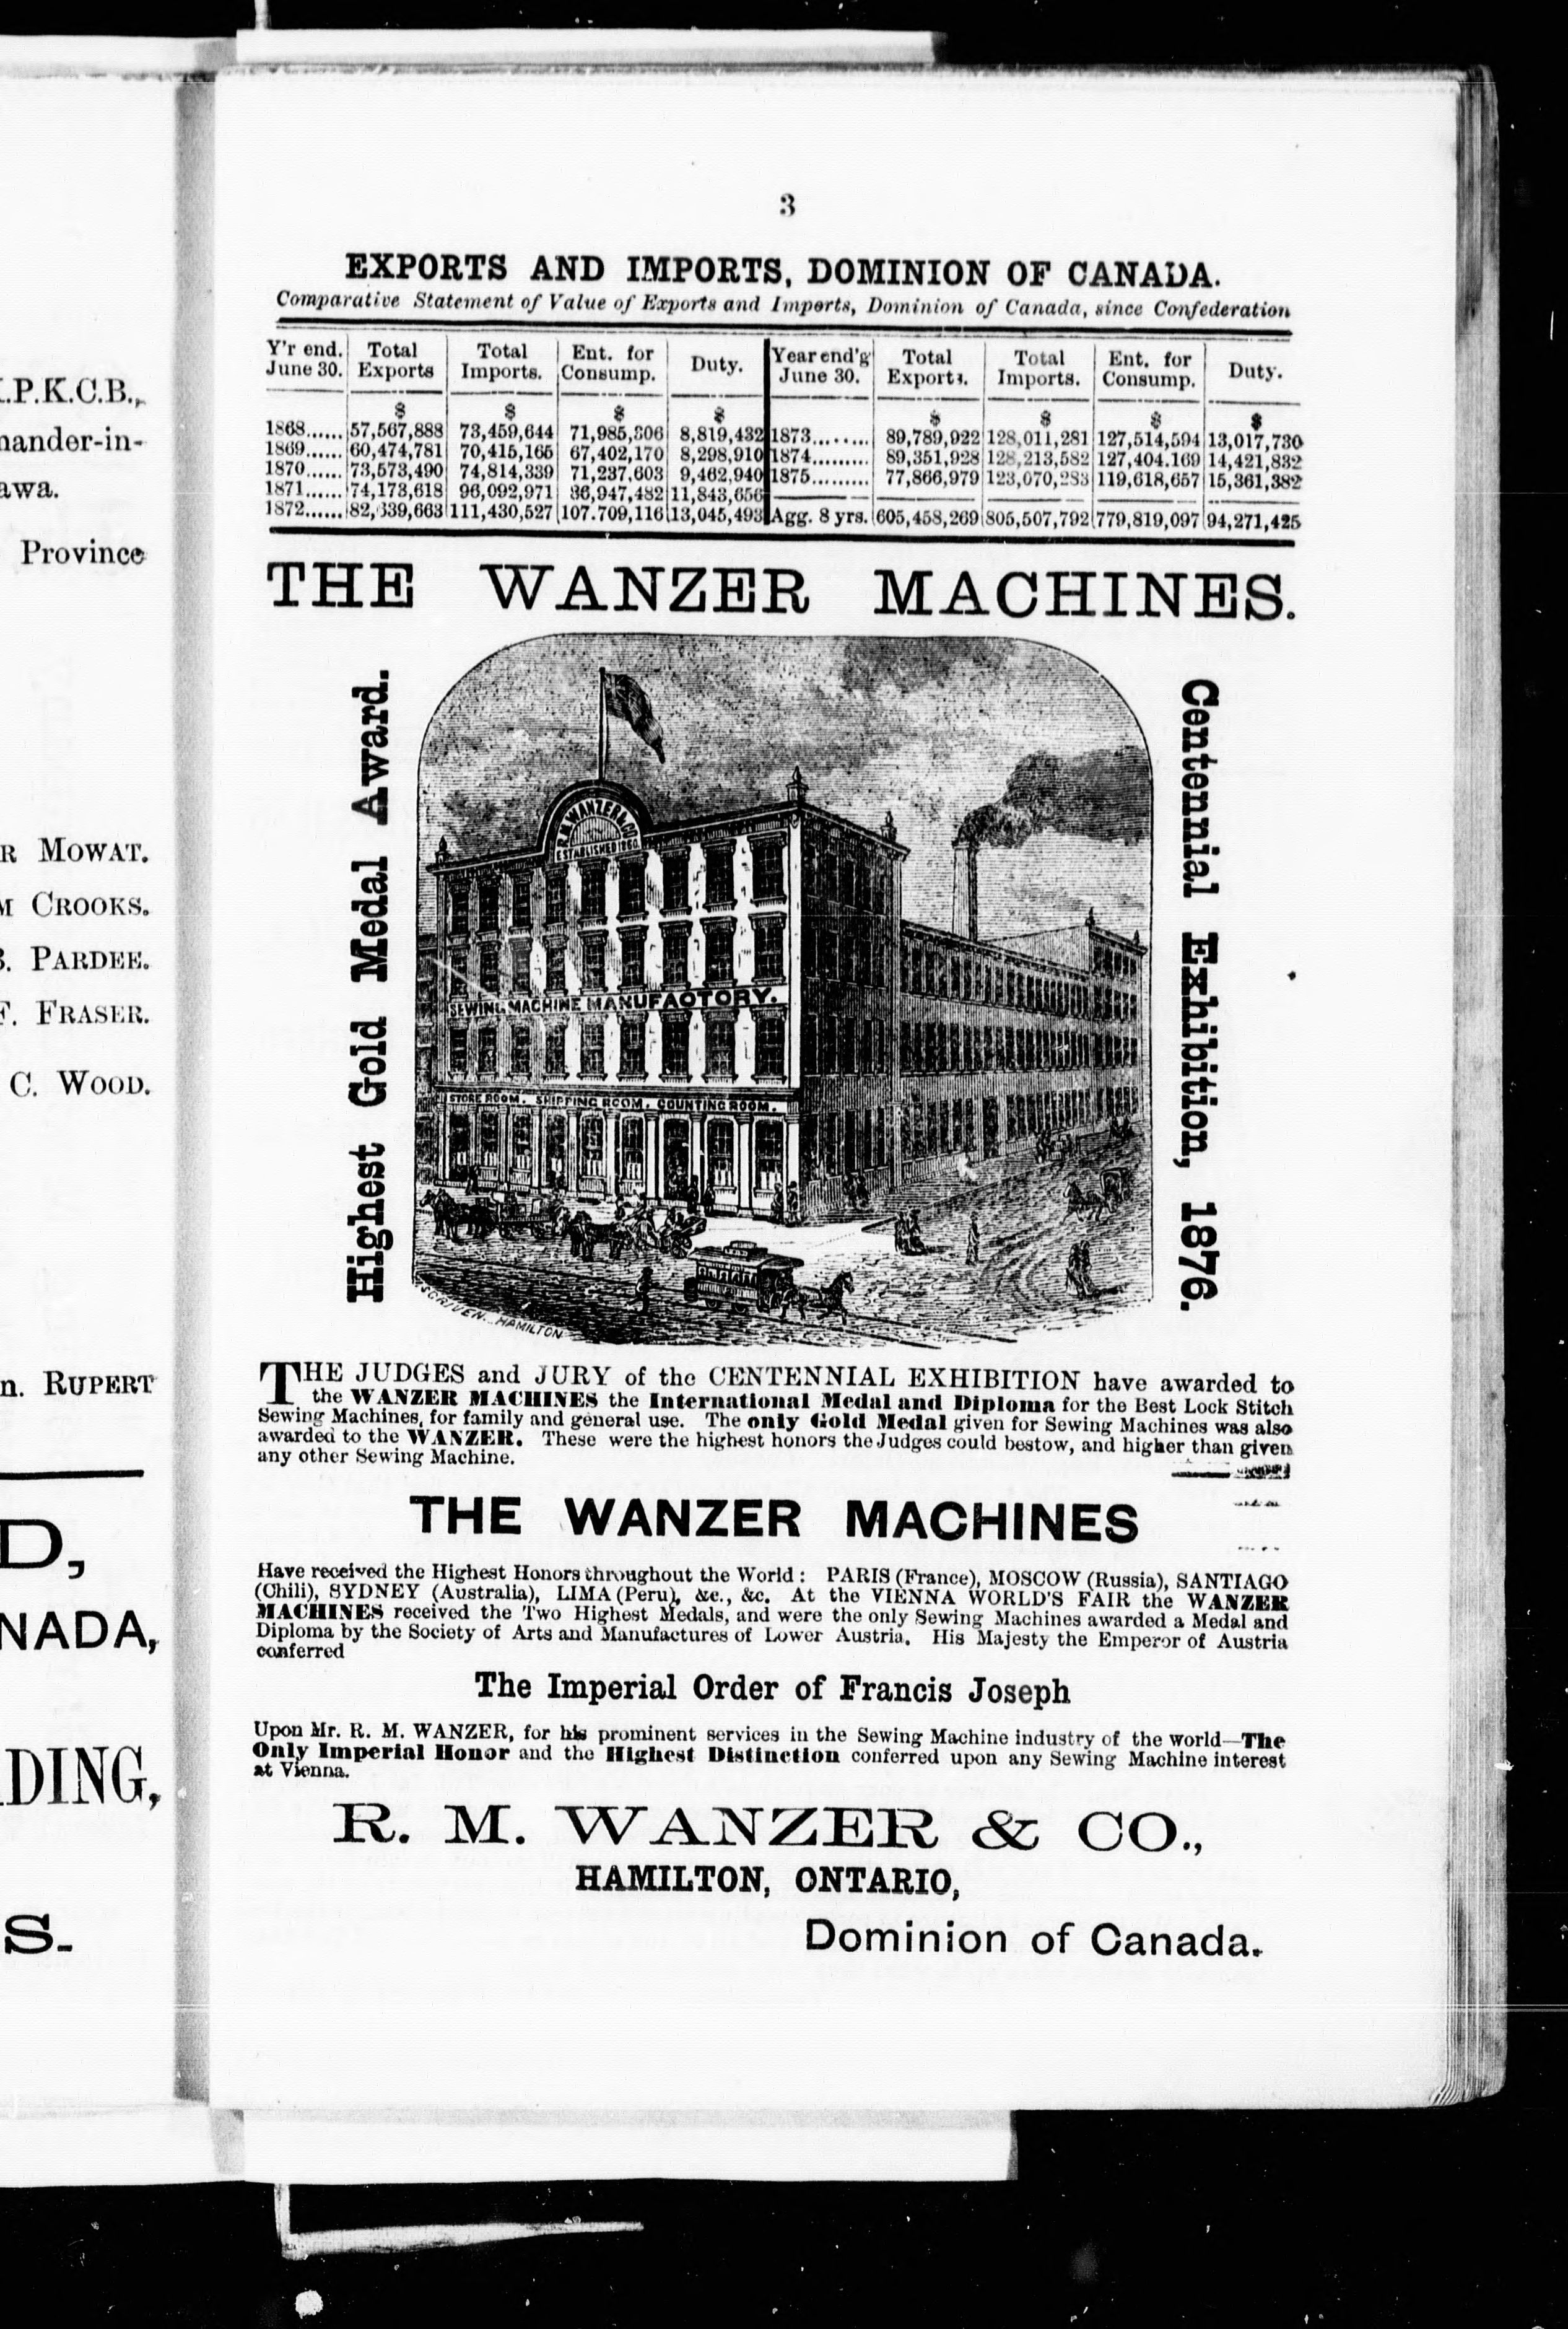 3
EXPORTS AND IMPORTS, DOMINION OF CANADA.
Comparative Statement of Value of Exports and Imports, Dominion of Canada, since Confederation
Y'r end. June 30. | Total Exports | Total Imports. | Ent. for Consump. | Duty. | Year end'g June 30. | Total Exports. | Total Imports. | Ent. for Consump. | Duty.
$ $ $ $ $ $ $ $
1868...... 57,567,888 73,459,644 71,985,306 8,819,432 1873........ 89,789,922 128,011,281 127,514,594 13,017,730
1869...... 60,474,781 70,415,165 67,402,170 8,298,910 1874......... 89,351,928 128,213,582 127,404.169 14,421,832
1870...... 73,573,490 74,814,339 71,237,603 9,462,940 1875......... 77,866,979 123,070,283 119,618,657 15,361,382
1871...... 74,173,618 96,092,971 86,947,482 11,843,656
1872...... 82,639,663 111,430,527 107.709,116 13,045,493 Agg. 8 yrs. 605,458,269 805,507,792 779,819,097 94,271,425
THE WANZER MACHINES.
Highest Gold Medal Award.
R.M. WANZER & CO.
ESTABLISHED 1860.
SEWING MACHINE MANUFACTORY.
STORE ROOM. SHIPPING ROOM. COUNTING ROOM.
SCRIVEN. HAMILTON
Centennial Exhibition, 1876.
THE JUDGES and JURY of the CENTENNIAL EXHIBITION have awarded to
the WANZER MACHINES the International Medal and Diploma for the Best Lock Stitch
Sewing Machines, for family and general use. The only Gold Medal given for Sewing Machines was also
awarded to the WANZER. These were the highest honors the Judges could bestow, and higher than given
any other Sewing Machine.
THE WANZER MACHINES
Have received the Highest Honors throughout the World : PARIS (France), MOSCOW (Russia), SANTIAGO
(Chili), SYDNEY (Australia), LIMA (Peru), &c., &c. At the VIENNA WORLD'S FAIR the WANZER
MACHINES received the Two Highest Medals, and were the only Sewing Machines awarded a Medal and
Diploma by the Society of Arts and Manufactures of Lower Austria. His Majesty the Emperor of Austria
conferred
The Imperial Order of Francis Joseph
Upon Mr. R. M. WANZER, for his prominent services in the Sewing Machine industry of the world—The
Only Imperial Honor and the Highest Distinction conferred upon any Sewing Machine interest
at Vienna.
R. M. WANZER & CO.,
HAMILTON, ONTARIO,
Dominion of Canada.
.P.K.C.B.,
nander-in-
awa.
Province
R MOWAT.
M CROOKS.
S. PARDEE.
F. FRASER.
C. WOOD.
n. RUPERT
D,
NADA,
DING,
S.